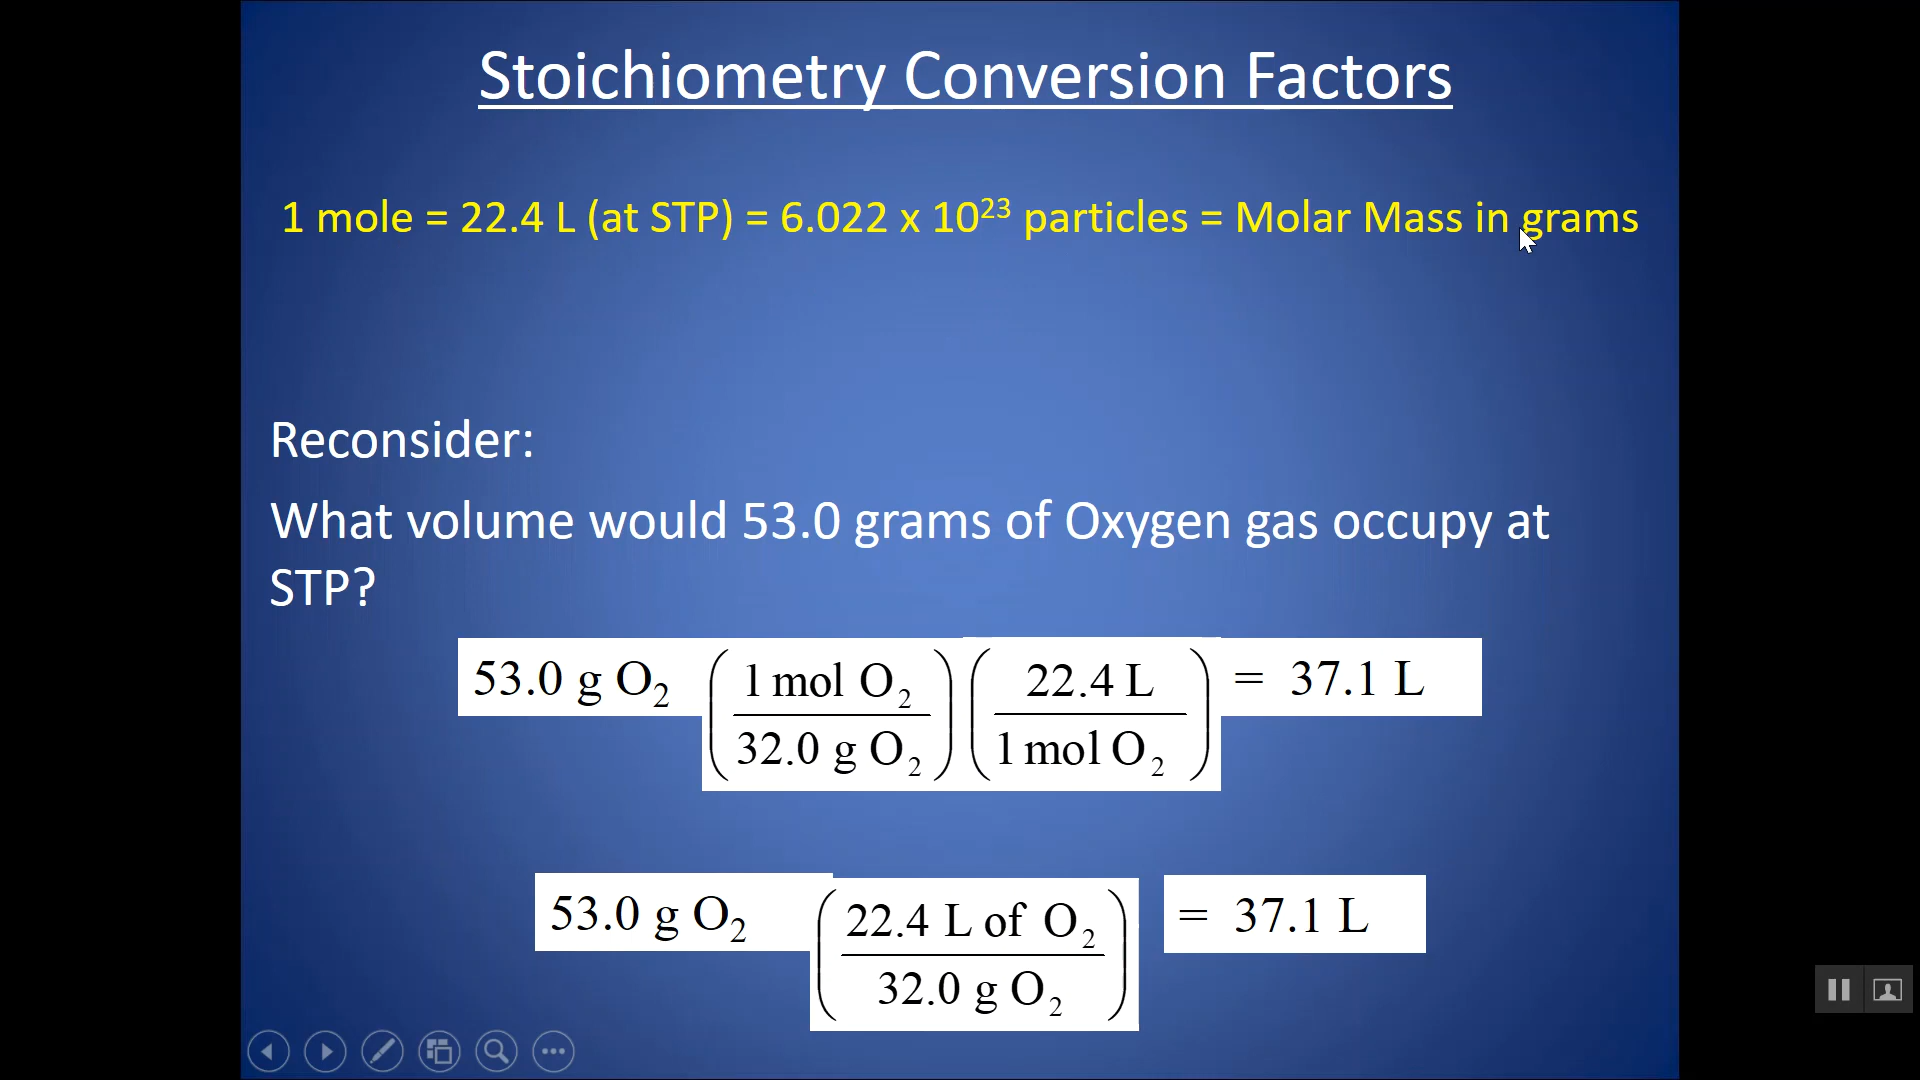 Stoichiometry Conversion Factors
1 mole = 22.4 L (at STP) = 6.022 x 10²³ particles = Molar Mass in grams
Reconsider:
What volume would 53.0 grams of Oxygen gas occupy at
STP?
53.0 g O₂ (1 mol O₂ / 32.0 g O₂) (22.4 L / 1 mol O₂) = 37.1 L
53.0 g O₂ (22.4 L of O₂ / 32.0 g O₂) = 37.1 L